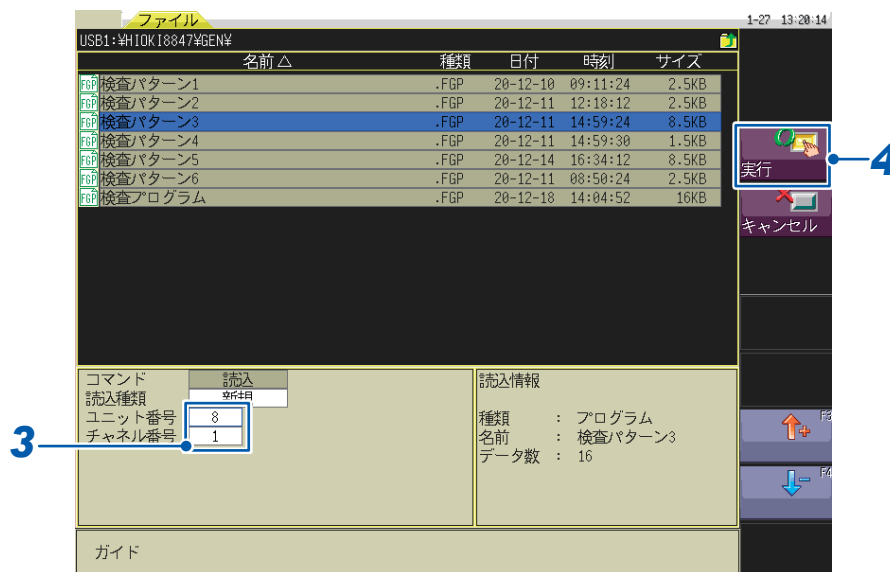 ファイル
1-27 13:20:14
USB1:¥HIOKI8847¥GEN¥
名前△ 種類 日付 時刻 サイズ
FGP 検査パターン1 .FGP 20-12-10 09:11:24 2.5KB
FGP 検査パターン2 .FGP 20-12-11 12:18:12 2.5KB
FGP 検査パターン3 .FGP 20-12-11 14:59:24 8.5KB
FGP 検査パターン4 .FGP 20-12-11 14:59:30 1.5KB
FGP 検査パターン5 .FGP 20-12-14 16:34:12 8.5KB
FGP 検査パターン6 .FGP 20-12-11 08:50:24 2.5KB
FGP 検査プログラム .FGP 20-12-18 14:04:52 16KB
実行
4
キャンセル
コマンド 読込
読込種類 新規
ユニット番号 8
チャネル番号 1
3
読込情報
種類 : プログラム
名前 : 検査パターン3
データ数 : 16
F3
F4
ガイド